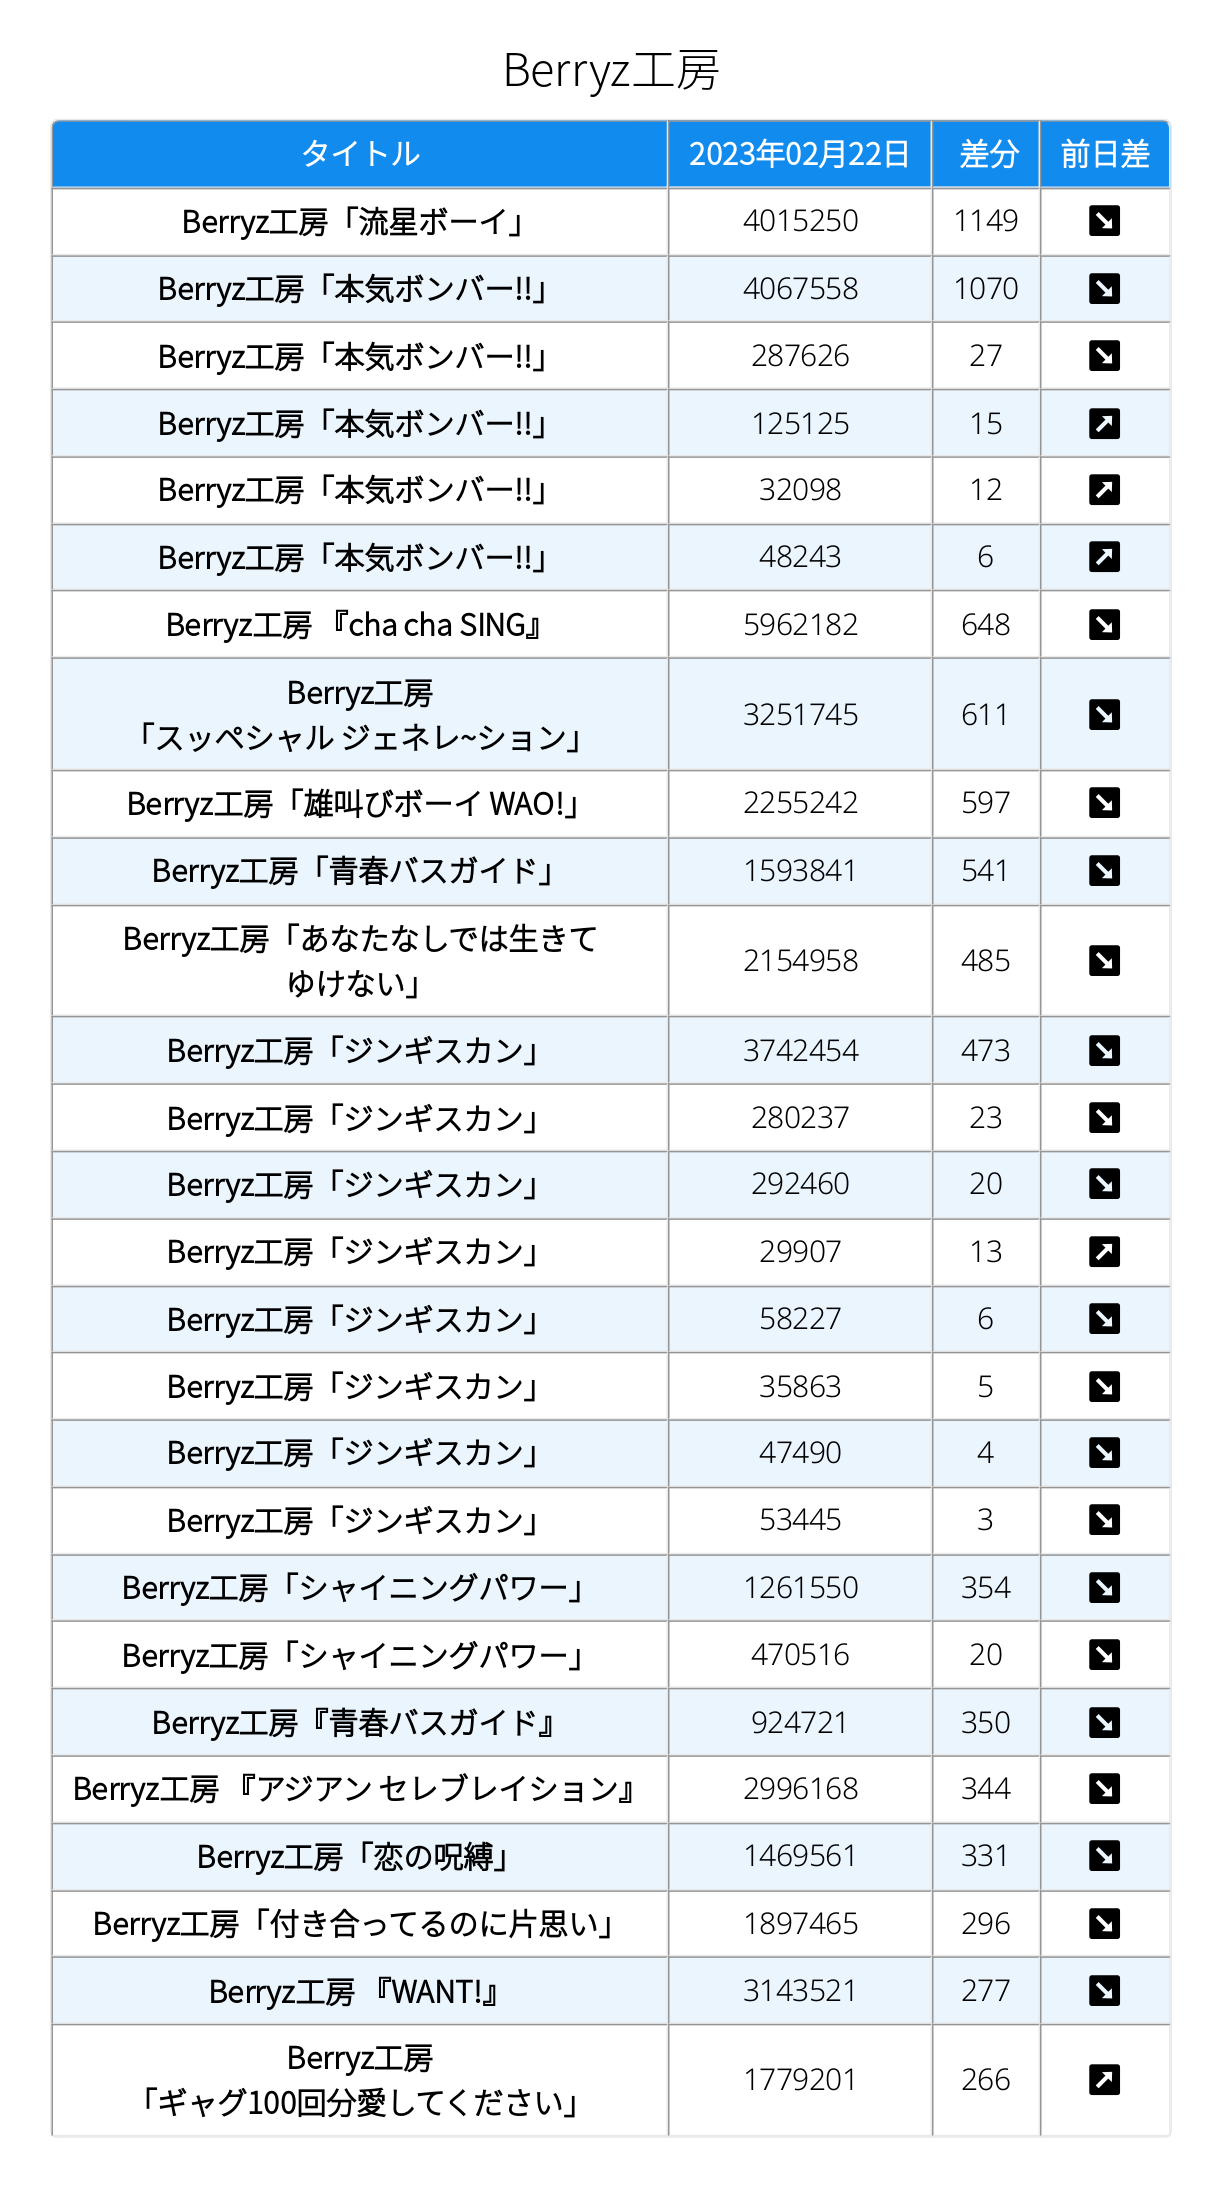 Berryz工房
タイトル 2023年02月22日 差分 前日差
Berryz工房「流星ボーイ」 4015250 1149
Berryz工房「本気ボンバー!!」 4067558 1070
Berryz工房「本気ボンバー!!」 287626 27
Berryz工房「本気ボンバー!!」 125125 15
Berryz工房「本気ボンバー!!」 32098 12
Berryz工房「本気ボンバー!!」 48243 6
Berryz工房 『cha cha SING』 5962182 648
Berryz工房
「スッペシャル ジェネレ~ション」 3251745 611
Berryz工房「雄叫びボーイ WAO!」 2255242 597
Berryz工房「青春バスガイド」 1593841 541
Berryz工房「あなたなしでは生きて
ゆけない」 2154958 485
Berryz工房「ジンギスカン」 3742454 473
Berryz工房「ジンギスカン」 280237 23
Berryz工房「ジンギスカン」 292460 20
Berryz工房「ジンギスカン」 29907 13
Berryz工房「ジンギスカン」 58227 6
Berryz工房「ジンギスカン」 35863 5
Berryz工房「ジンギスカン」 47490 4
Berryz工房「ジンギスカン」 53445 3
Berryz工房「シャイニングパワー」 1261550 354
Berryz工房「シャイニングパワー」 470516 20
Berryz工房『青春バスガイド』 924721 350
Berryz工房 『アジアン セレブレイション』 2996168 344
Berryz工房「恋の呪縛」 1469561 331
Berryz工房「付き合ってるのに片思い」 1897465 296
Berryz工房 『WANT!』 3143521 277
Berryz工房
「ギャグ100回分愛してください」 1779201 266